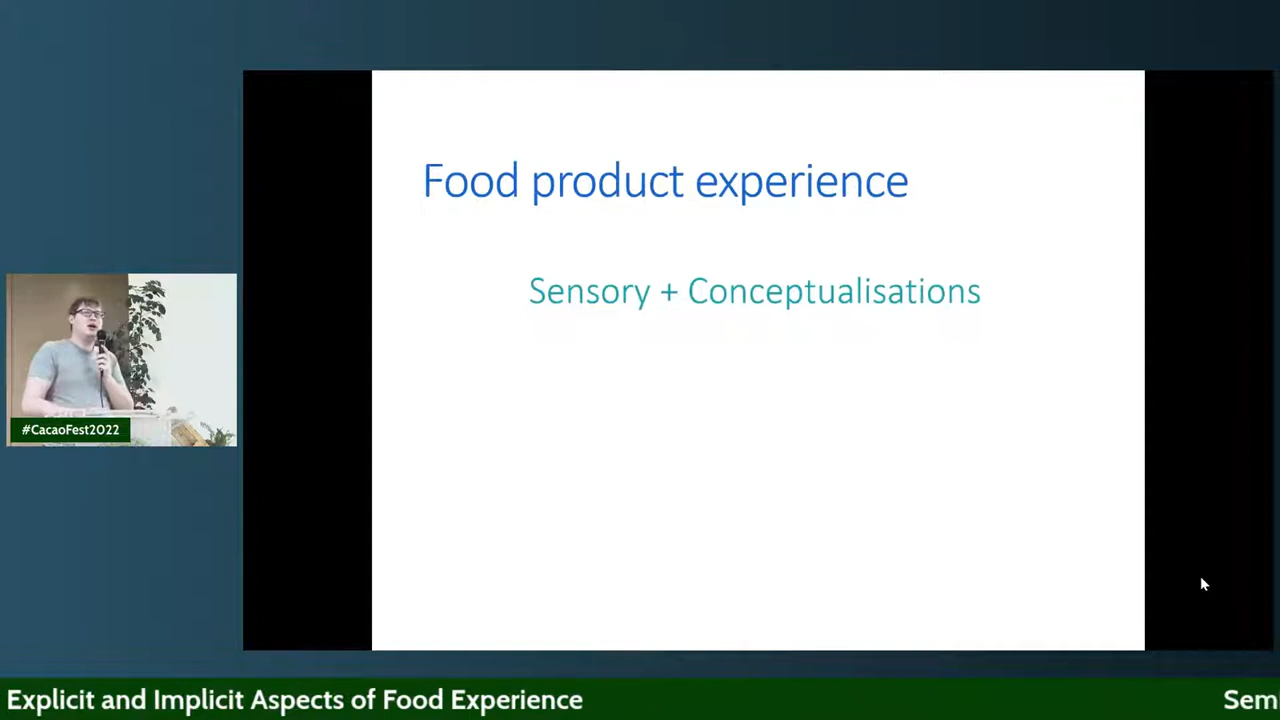 Food product experience
Sensory + Conceptualisations
#CacaoFest2022
Explicit and Implicit Aspects of Food Experience
Sem